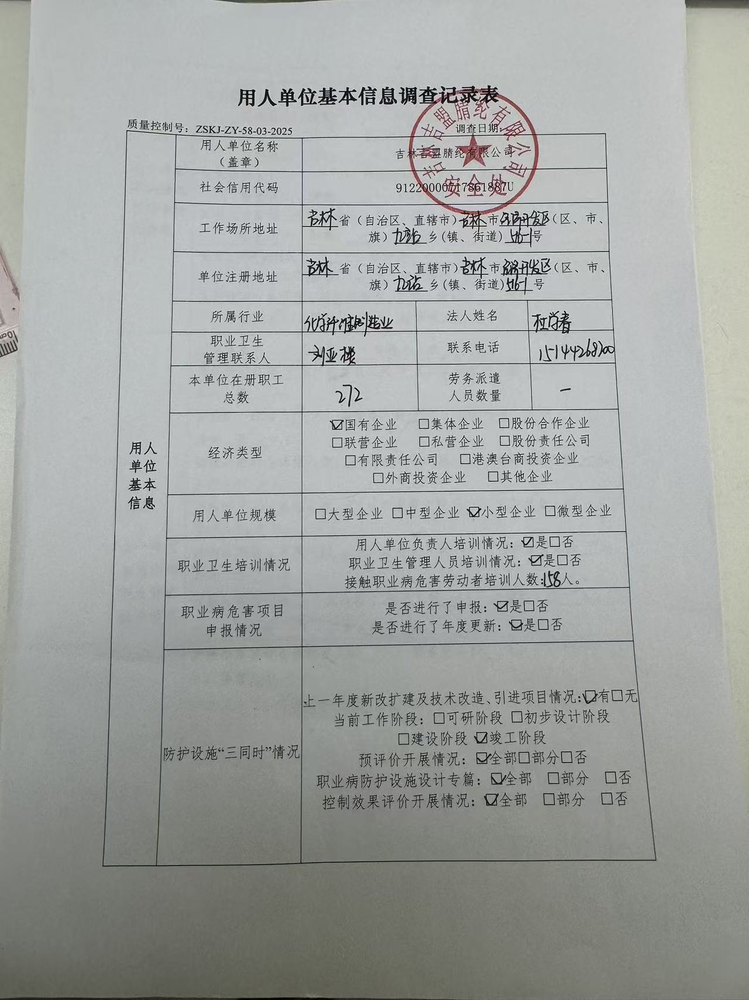 用人单位基本信息调查记录表
质量控制号：ZSKJ-ZY-58-03-2025
调查日期：
吉林吉盟腈纶有限公司
安全处
用人单位基本信息
用人单位名称（盖章）
吉林吉盟腈纶有限公司
社会信用代码
91220000717861887U
工作场所地址
吉林省（自治区、直辖市）吉林市经济开发区（区、市、
旗）九站乡(镇、街道)516-1号
单位注册地址
吉林省（自治区、直辖市）吉林市经济开发区（区、市、
旗）九站乡(镇、街道)516-1号
所属行业
化学纤维制造业
法人姓名
杜学春
职业卫生
管理联系人
刘亚楼
联系电话
15144268200
本单位在册职工
总数
272
劳务派遣
人员数量
—
经济类型
☑国有企业 □集体企业 □股份合作企业
□联营企业 □私营企业 □股份责任公司
□有限责任公司 □港澳台商投资企业
□外商投资企业 □其他企业
用人单位规模
□大型企业 □中型企业 ☑小型企业 □微型企业
职业卫生培训情况
用人单位负责人培训情况：☑是□否
职业卫生管理人员培训情况：☑是□否
接触职业病危害劳动者培训人数:158人。
职业病危害项目
申报情况
是否进行了申报：☑是□否
是否进行了年度更新：☑是□否
防护设施“三同时”情况
上一年度新改扩建及技术改造、引进项目情况:☑有□无
当前工作阶段：□可研阶段 □初步设计阶段
□建设阶段 ☑竣工阶段
预评价开展情况：☑全部□部分□否
职业病防护设施设计专篇：☑全部 □部分 □否
控制效果评价开展情况：☑全部 □部分 □否